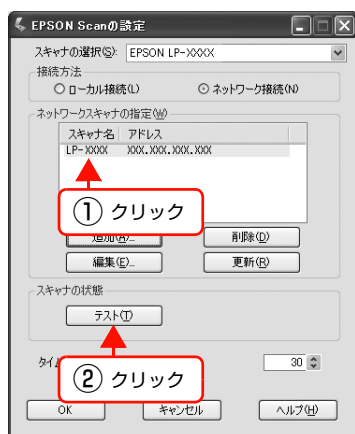 EPSON Scanの設定
スキャナの選択(S): EPSON LP-XXXX
接続方法
ローカル接続(L) ネットワーク接続(N)
ネットワークスキャナの指定(W)
スキャナ名 アドレス
LP-XXXX XXX.XXX.XXX.XXX
① クリック
追加(A)... 削除(D)
編集(E)... 更新(R)
スキャナの状態
テスト(T)
30
② クリック
OK キャンセル ヘルプ(H)